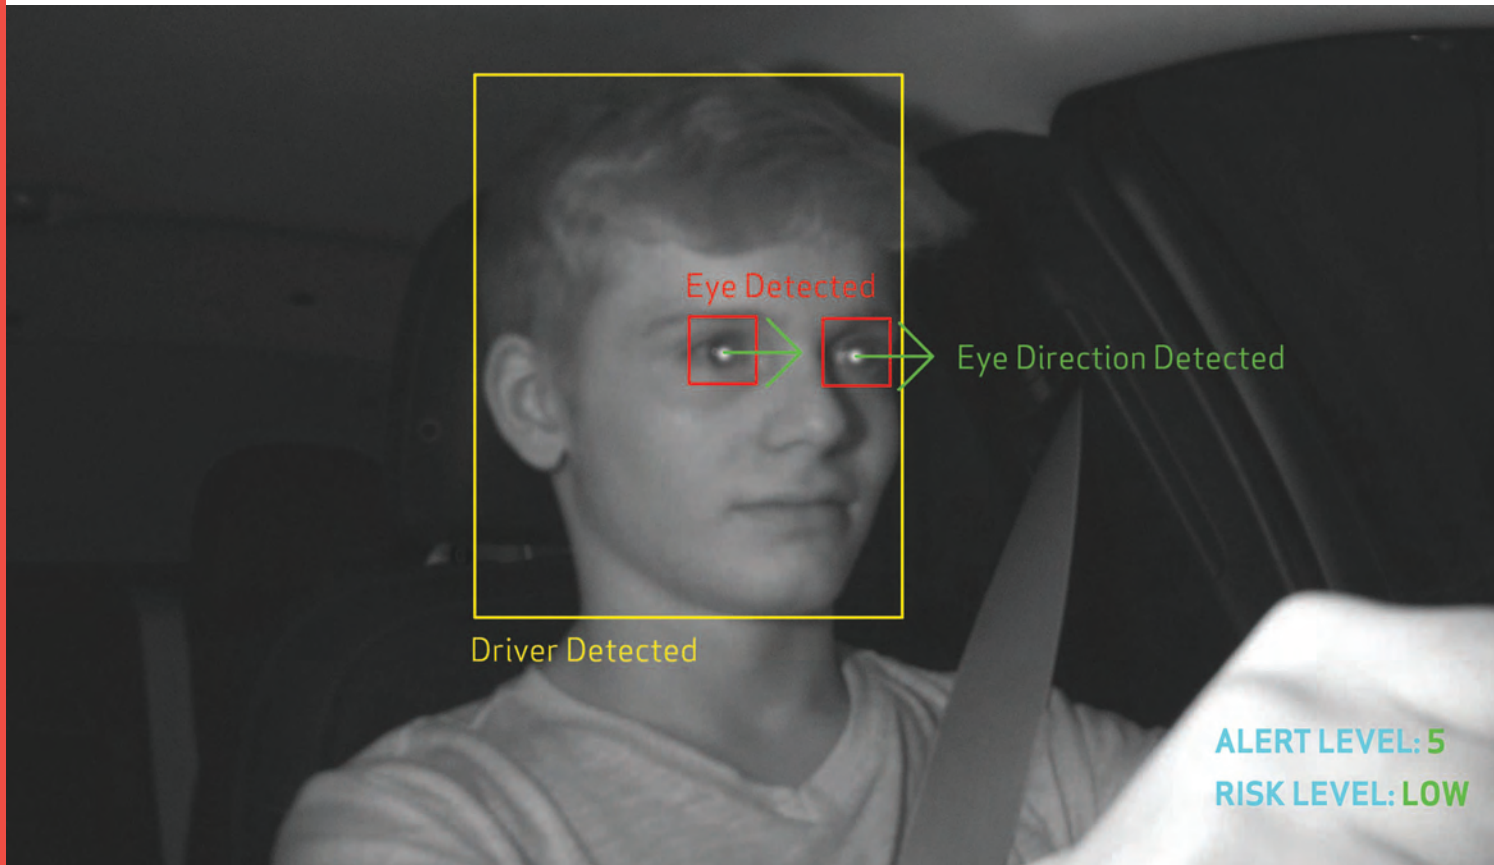 Eye Detected
Eye Direction Detected
Driver Detected
ALERT LEVEL: 5
RISK LEVEL: LOW